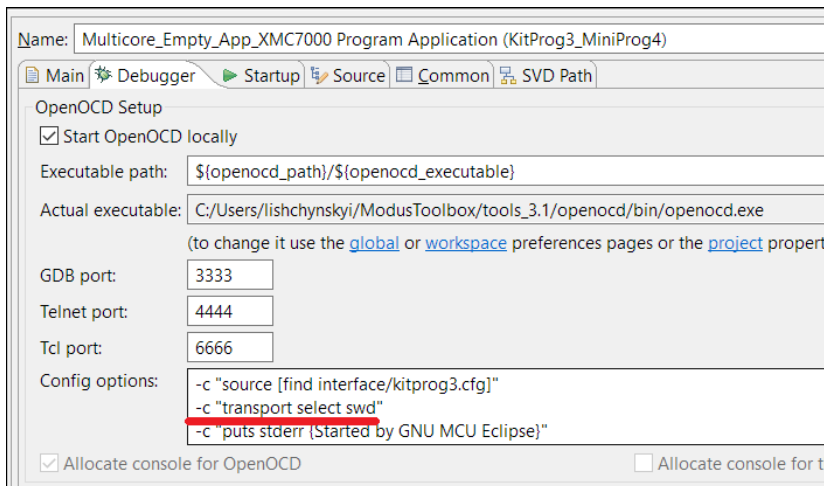 Name: Multicore_Empty_App_XMC7000 Program Application (KitProg3_MiniProg4)
Main Debugger Startup Source Common SVD Path
OpenOCD Setup
Start OpenOCD locally
Executable path: ${openocd_path}/${openocd_executable}
Actual executable: C:/Users/lishchynskyi/ModusToolbox/tools_3.1/openocd/bin/openocd.exe
(to change it use the global or workspace preferences pages or the project propert
GDB port: 3333
Telnet port: 4444
Tcl port: 6666
Config options: -c "source [find interface/kitprog3.cfg]"
-c "transport select swd"
-c "puts stderr {Started by GNU MCU Eclipse}"
Allocate console for OpenOCD Allocate console for t